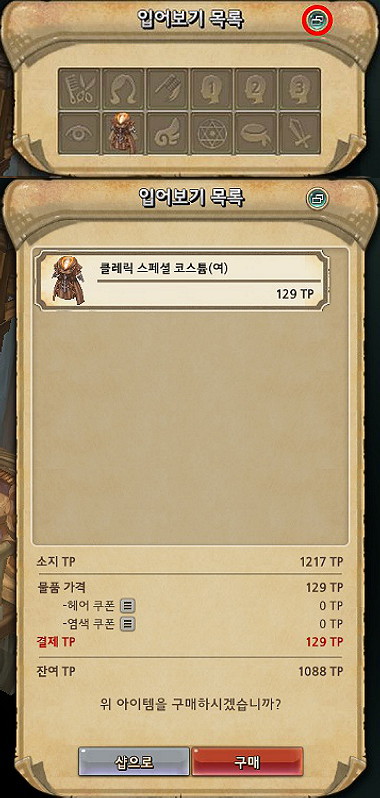 입어보기 목록
1 2 3
입어보기 목록
클레릭 스페셜 코스튬(여)
129 TP
소지 TP 1217 TP
물품 가격 129 TP
-헤어 쿠폰 0 TP
-염색 쿠폰 0 TP
결제 TP 129 TP
잔여 TP 1088 TP
위 아이템을 구매하시겠습니까?
샵으로 구매